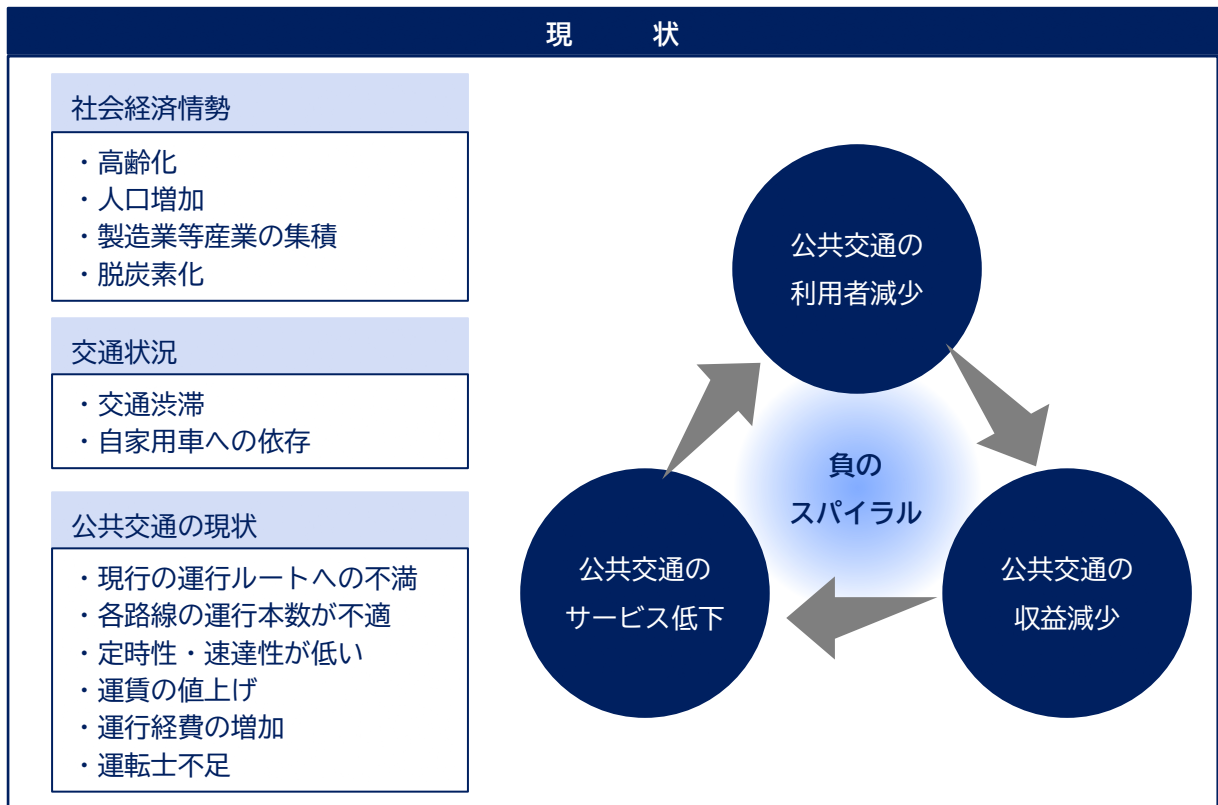 現　状
社会経済情勢
・高齢化
・人口増加
・製造業等産業の集積
・脱炭素化
交通状況
・交通渋滞
・自家用車への依存
公共交通の現状
・現行の運行ルートへの不満
・各路線の運行本数が不適
・定時性・速達性が低い
・運賃の値上げ
・運行経費の増加
・運転士不足
公共交通の
利用者減少
負の
スパイラル
公共交通の
サービス低下
公共交通の
収益減少